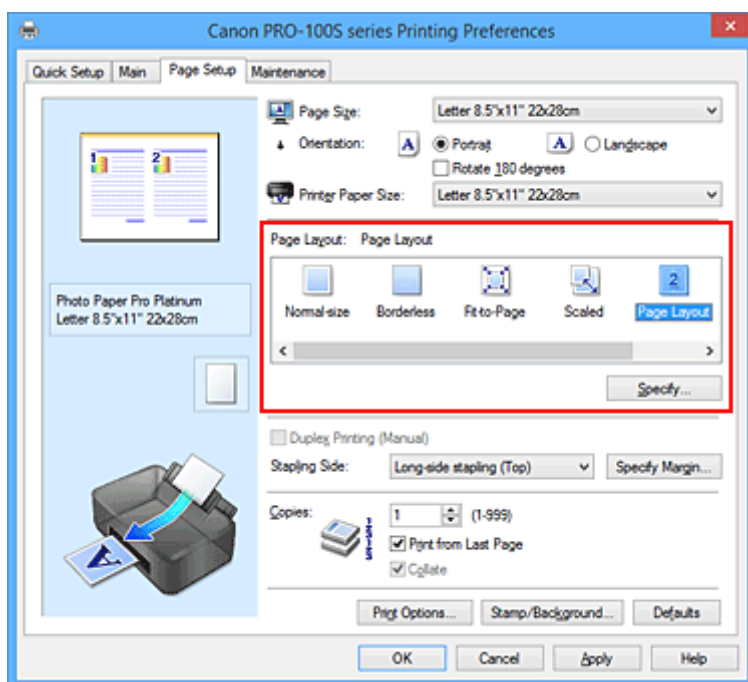 Canon PRO-100S series Printing Preferences
Quick Setup Main Page Setup Maintenance
1 2
Photo Paper Pro Platinum
Letter 8.5"x11" 22x28cm
Page Size: Letter 8.5"x11" 22x28cm
Orientation: A Portrait A Landscape
Rotate 180 degrees
Printer Paper Size: Letter 8.5"x11" 22x28cm
Page Layout: Page Layout
2
Normal-size Borderless Fit-to-Page Scaled Page Layout
Specify...
Duplex Printing (Manual)
Stapling Side: Long-side stapling (Top) Specify Margin...
Copies: 1 (1-999)
Print from Last Page
Collate
A
Print Options... Stamp/Background... Defaults
OK Cancel Apply Help